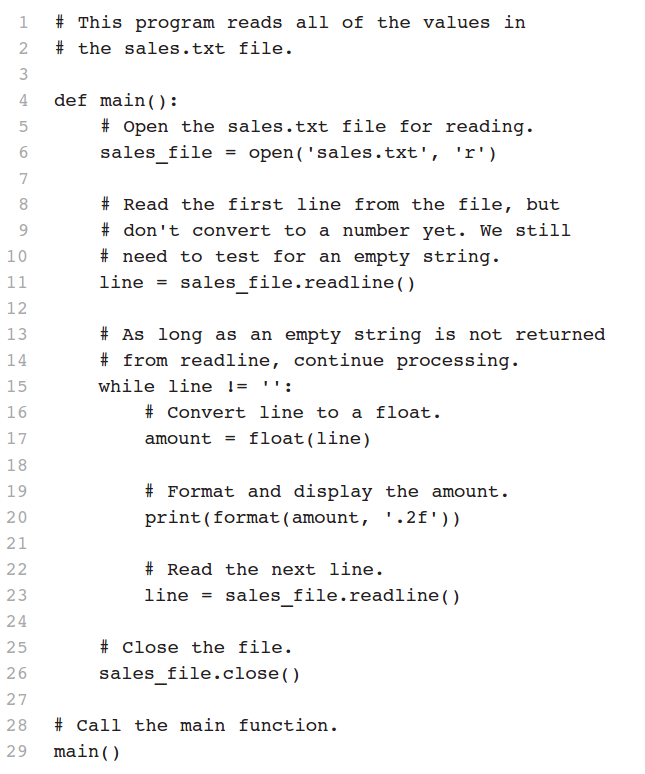 1 # This program reads all of the values in
2 # the sales.txt file.
3
4 def main():
5     # Open the sales.txt file for reading.
6     sales_file = open('sales.txt', 'r')
7
8     # Read the first line from the file, but
9     # don't convert to a number yet. We still
10     # need to test for an empty string.
11     line = sales_file.readline()
12
13     # As long as an empty string is not returned
14     # from readline, continue processing.
15     while line != '':
16         # Convert line to a float.
17         amount = float(line)
18
19         # Format and display the amount.
20         print(format(amount, '.2f'))
21
22         # Read the next line.
23         line = sales_file.readline()
24
25     # Close the file.
26     sales_file.close()
27
28 # Call the main function.
29 main()